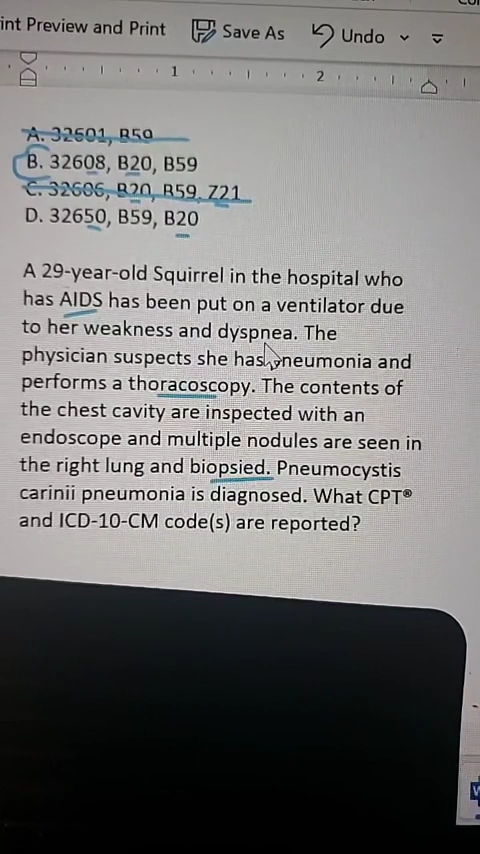 int Preview and Print Save As Undo
1 2
A. 32601, B59
B. 32608, B20, B59
C. 32606, B20, B59, Z21
D. 32650, B59, B20
A 29-year-old Squirrel in the hospital who
has AIDS has been put on a ventilator due
to her weakness and dyspnea. The
physician suspects she has pneumonia and
performs a thoracoscopy. The contents of
the chest cavity are inspected with an
endoscope and multiple nodules are seen in
the right lung and biopsied. Pneumocystis
carinii pneumonia is diagnosed. What CPT®
and ICD-10-CM code(s) are reported?
W